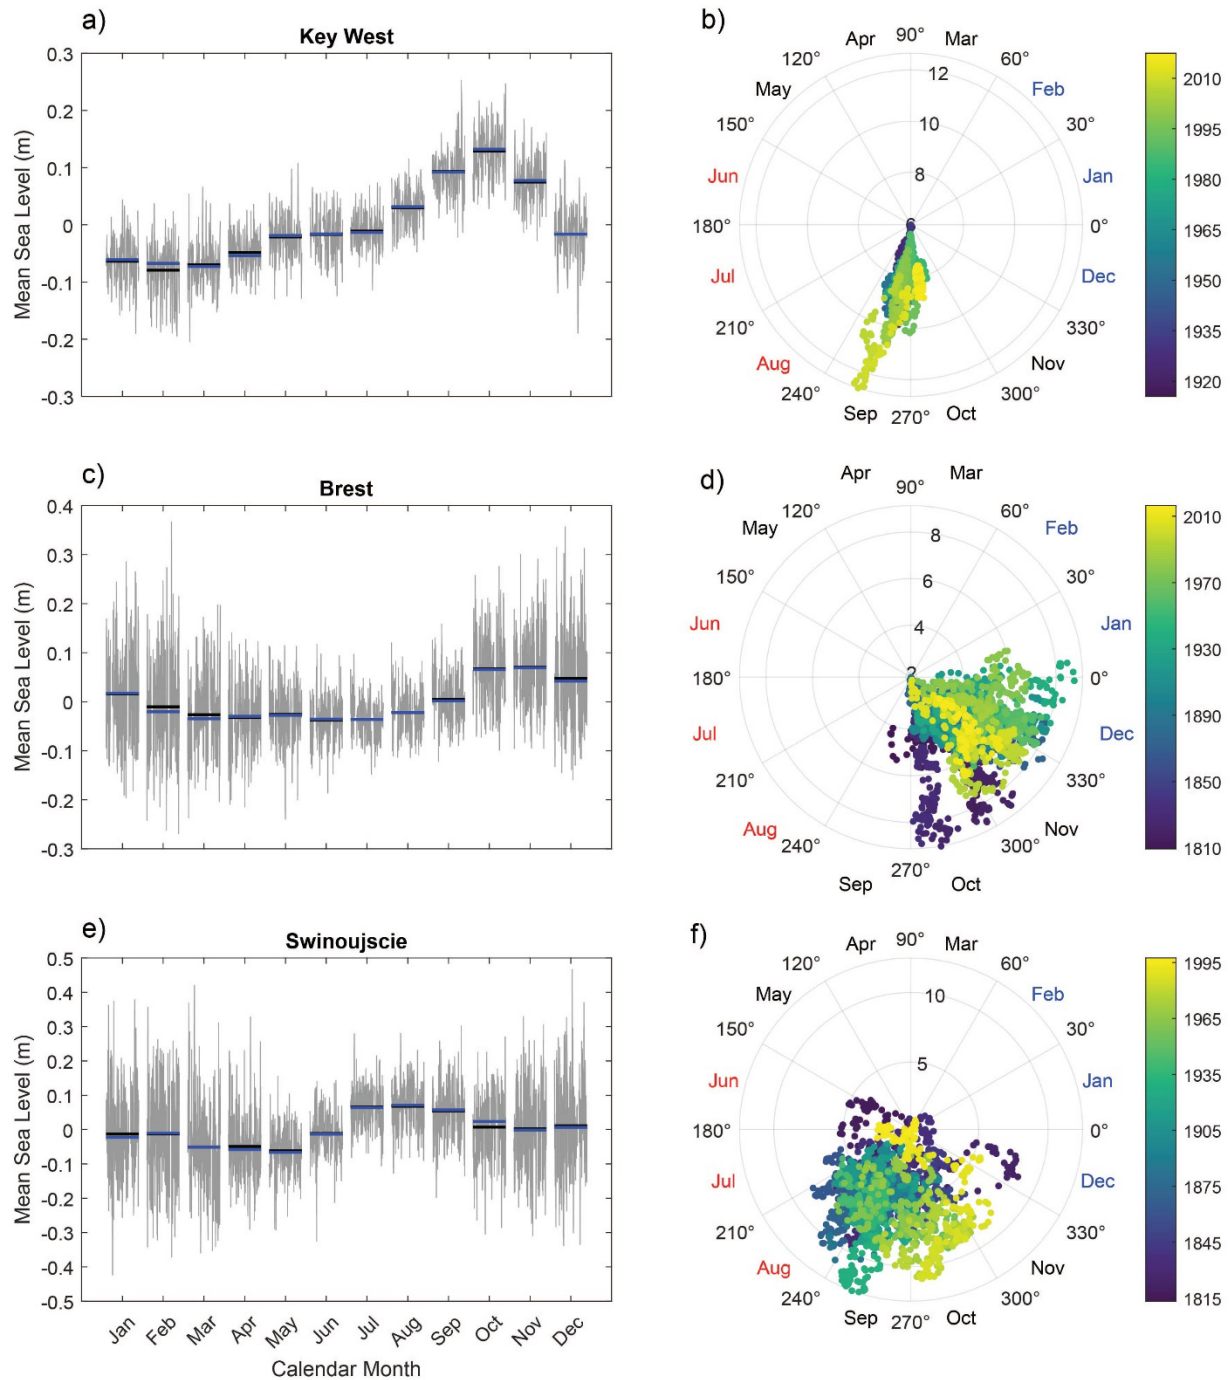 a)
Key West
0.3
0.2
0.1
0
-0.1
-0.2
-0.3
Mean Sea Level (m)
b)
Apr 90° Mar
120° 12 60°
May Feb
10
150° 30°
8
Jun Jan
180° 6 0°
Jul Dec
210° 330°
Aug Nov
240° 300°
Sep 270° Oct
2010
1995
1980
1965
1950
1935
1920
c)
Brest
0.4
0.3
0.2
0.1
0
-0.1
-0.2
-0.3
Mean Sea Level (m)
d)
Apr 90° Mar
120° 8 60°
May Feb
6
150° 30°
4
Jun Jan
180° 2 0°
Jul Dec
210° 330°
Aug Nov
240° 300°
270°
Sep Oct
2010
1970
1930
1890
1850
1810
e)
Swinoujscie
0.5
0.4
0.3
0.2
0.1
0
-0.1
-0.2
-0.3
-0.4
-0.5
Mean Sea Level (m)
Jan Feb Mar Apr May Jun Jul Aug Sep Oct Nov Dec
Calendar Month
f)
Apr 90° Mar
120° 60°
May 10 Feb
150° 30°
5
Jun Jan
180° 0°
Jul Dec
210° 330°
Aug Nov
240° 300°
Sep 270° Oct
1995
1965
1935
1905
1875
1845
1815